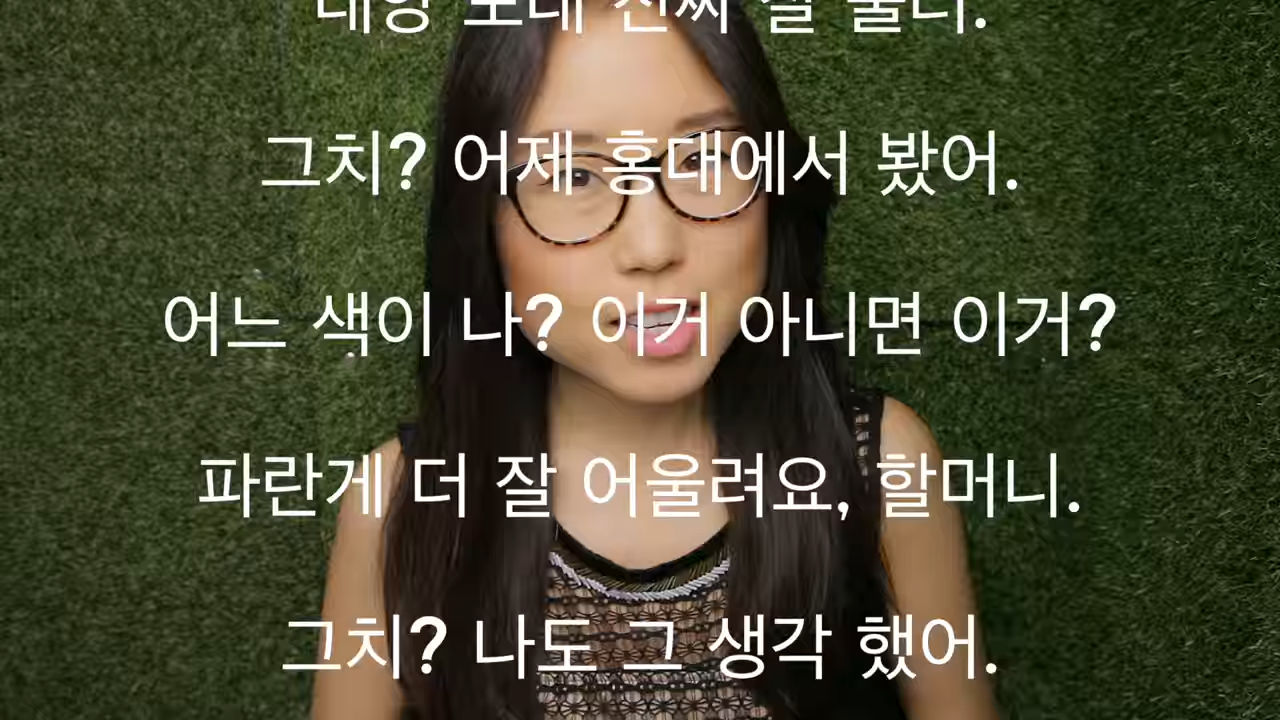 그치? 어제 홍대에서 봤어.
어느 색이 나? 이거 아니면 이거?
파란게 더 잘 어울려요, 할머니.
그치? 나도 그 생각 했어.